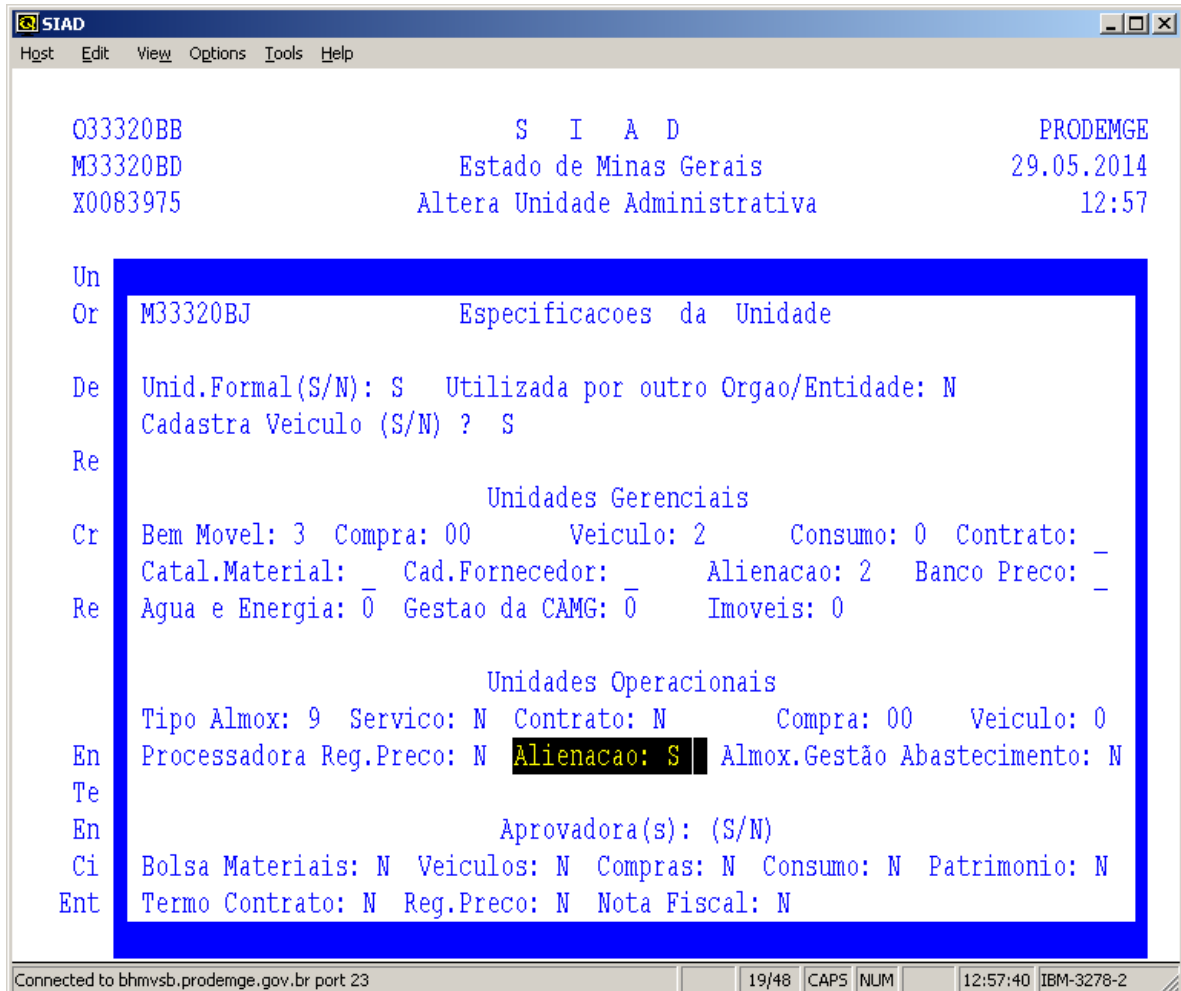 SIAD
Host Edit View Options Tools Help
O33320BB S I A D PRODEMGE
M33320BD Estado de Minas Gerais 29.05.2014
X0083975 Altera Unidade Administrativa 12:57
Un
Or M33320BJ Especificacoes da Unidade
De Unid.Formal(S/N): S Utilizada por outro Orgao/Entidade: N
Cadastra Veiculo (S/N) ? S
Re
Unidades Gerenciais
Cr Bem Movel: 3 Compra: 00 Veiculo: 2 Consumo: 0 Contrato: _
Catal.Material: _ Cad.Fornecedor: _ Alienacao: 2 Banco Preco: _
Re Agua e Energia: 0 Gestao da CAMG: 0 Imoveis: 0
Unidades Operacionais
Tipo Almox: 9 Servico: N Contrato: N Compra: 00 Veiculo: 0
En Processadora Reg.Preco: N Alienacao: S Almox.Gestão Abastecimento: N
Te
En Aprovadora(s): (S/N)
Ci Bolsa Materiais: N Veiculos: N Compras: N Consumo: N Patrimonio: N
Ent Termo Contrato: N Reg.Preco: N Nota Fiscal: N
Connected to bhmvsb.prodemge.gov.br port 23 19/48 CAPS NUM 12:57:40 IBM-3278-2